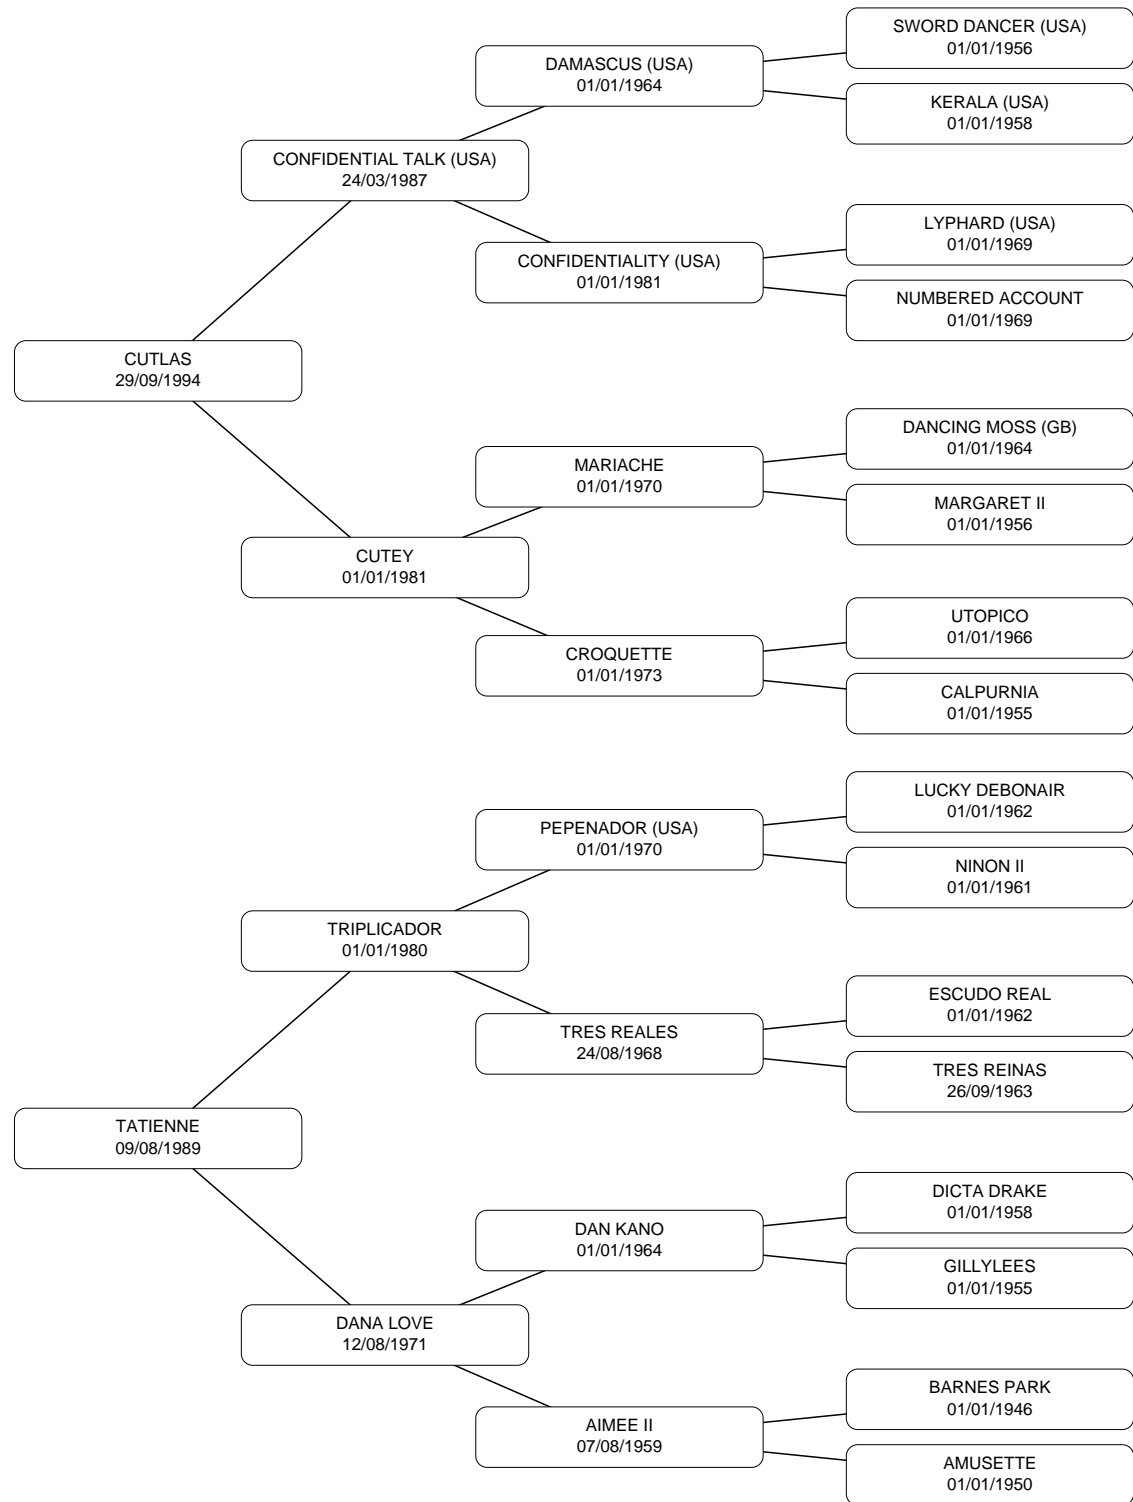 SWORD DANCER (USA)
01/01/1956
DAMASCUS (USA)
01/01/1964
KERALA (USA)
01/01/1958
CONFIDENTIAL TALK (USA)
24/03/1987
LYPHARD (USA)
01/01/1969
CONFIDENTIALITY (USA)
01/01/1981
NUMBERED ACCOUNT
01/01/1969
CUTLAS
29/09/1994
DANCING MOSS (GB)
01/01/1964
MARIACHE
01/01/1970
MARGARET II
01/01/1956
CUTEY
01/01/1981
UTOPICO
01/01/1966
CROQUETTE
01/01/1973
CALPURNIA
01/01/1955
LUCKY DEBONAIR
01/01/1962
PEPENADOR (USA)
01/01/1970
NINON II
01/01/1961
TRIPLICADOR
01/01/1980
ESCUDO REAL
01/01/1962
TRES REALES
24/08/1968
TRES REINAS
26/09/1963
TATIENNE
09/08/1989
DICTA DRAKE
01/01/1958
DAN KANO
01/01/1964
GILLYLEES
01/01/1955
DANA LOVE
12/08/1971
BARNES PARK
01/01/1946
AIMEE II
07/08/1959
AMUSETTE
01/01/1950